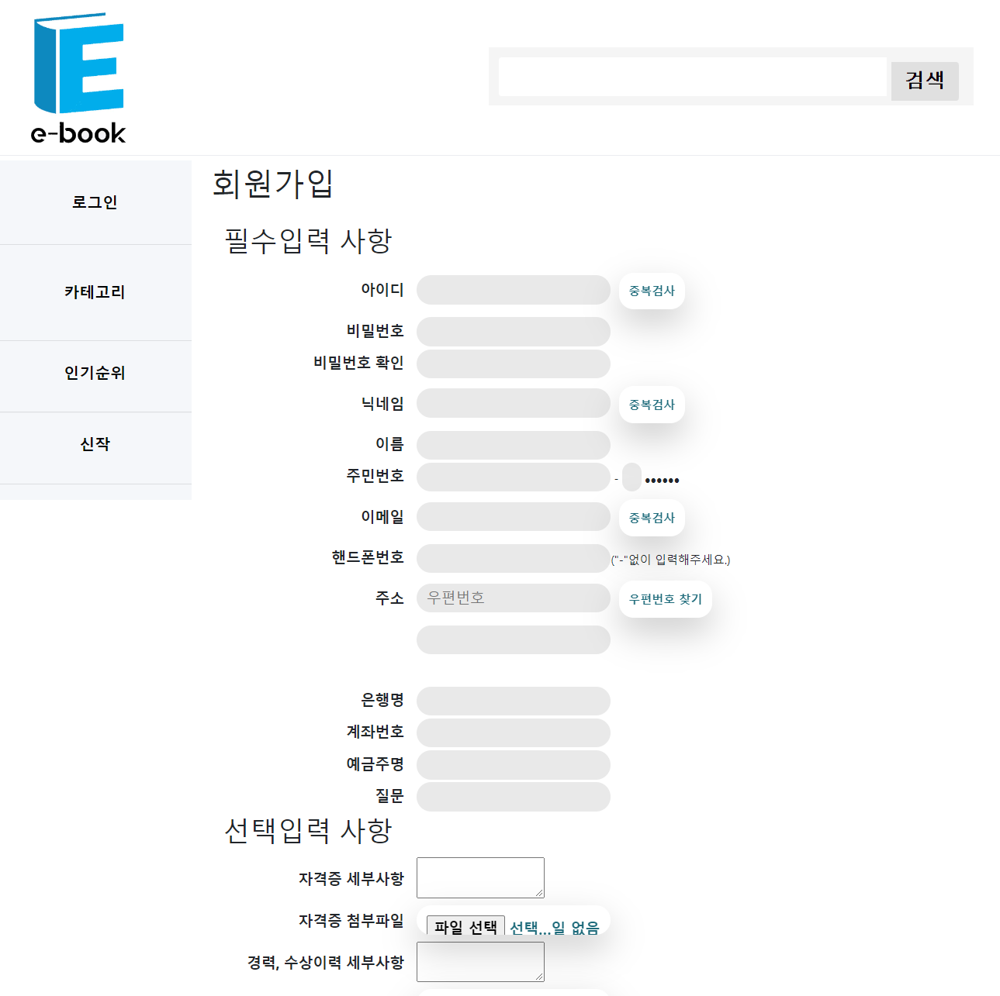 E
e-book
검색
로그인
카테고리
인기순위
신작
회원가입
필수입력 사항
아이디 중복검사
비밀번호
비밀번호 확인
닉네임 중복검사
이름
주민번호 - ••••••
이메일 중복검사
핸드폰번호 ("-"없이 입력해주세요.)
주소 우편번호 우편번호 찾기
은행명
계좌번호
예금주명
질문
선택입력 사항
자격증 세부사항
자격증 첨부파일 파일 선택 선택...일 없음
경력, 수상이력 세부사항